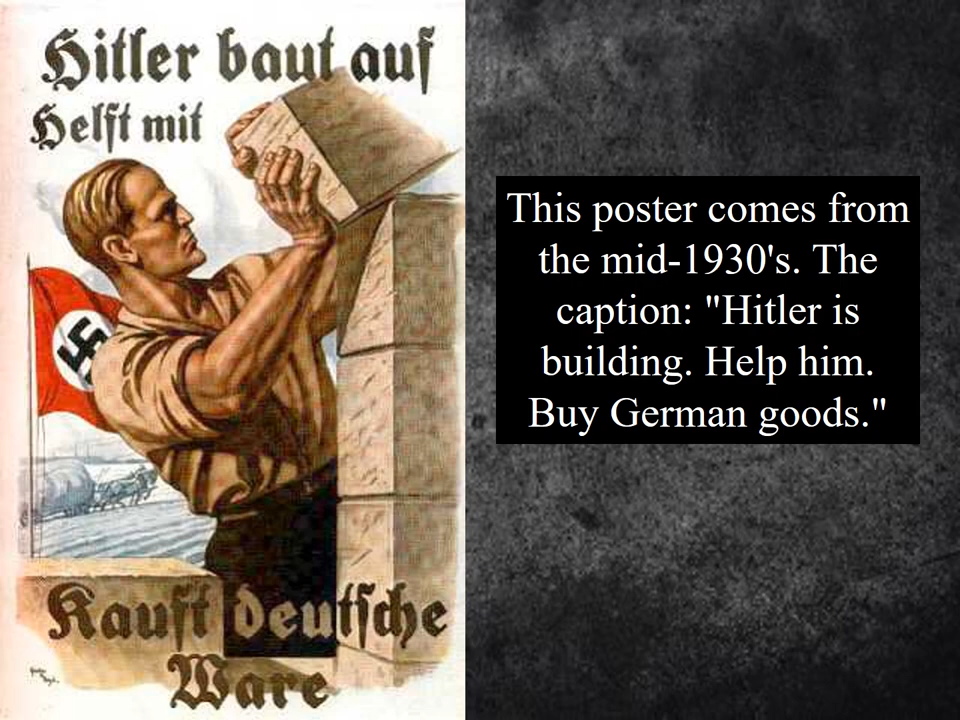 Hitler baut auf
Helft mit
Kauft deutsche
Ware
This poster comes from
the mid-1930's. The
caption: "Hitler is
building. Help him.
Buy German goods."